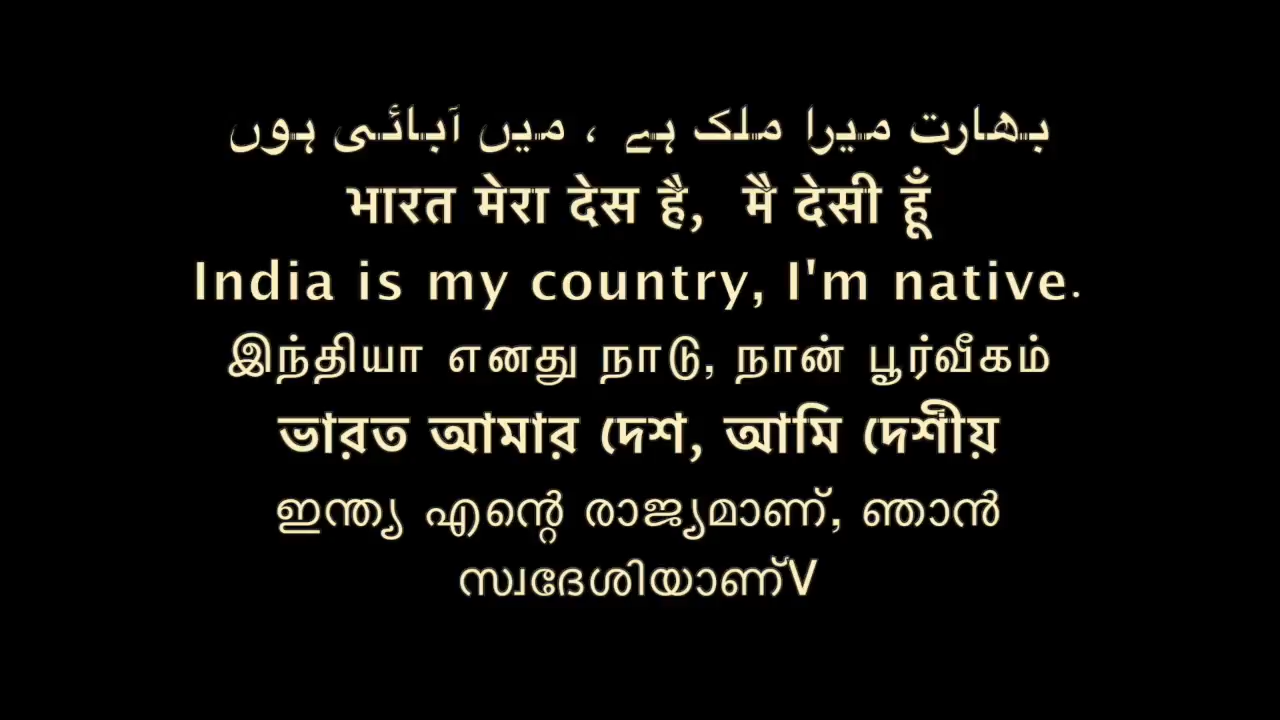 بھارت میرا ملک ہے ، میں آبائی ہوں
भारत मेरा देस है, मै देसी हूँ
India is my country, I'm native.
இந்தியா எனது நாடு, நான் பூர்வீகம்
ভারত আমার দেশ, আমি দেশীয়
ഇന്ത്യ എന്റെ രാജ്യമാണ്, ഞാൻ
സ്വദേശിയാണ്V